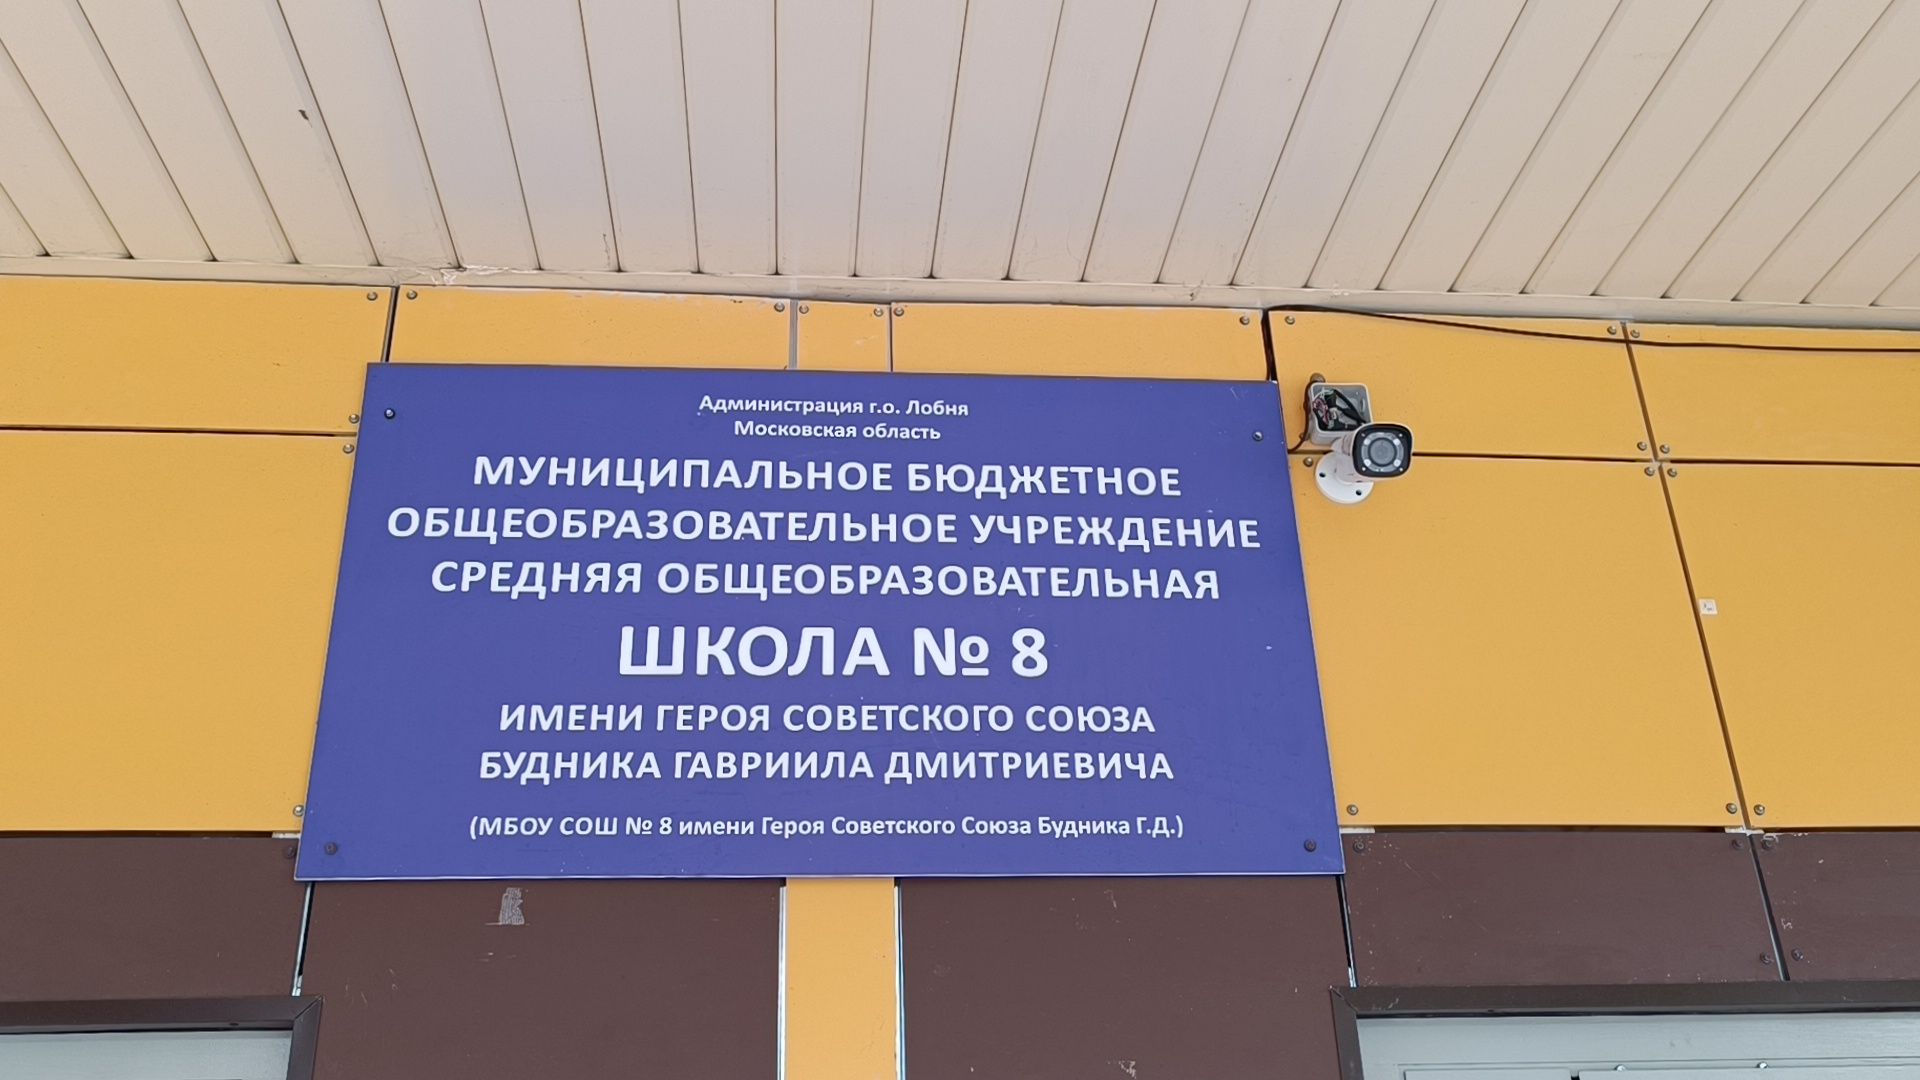 Администрация г.о. Лобня
Московская область
МУНИЦИПАЛЬНОЕ БЮДЖЕТНОЕ
ОБЩЕОБРАЗОВАТЕЛЬНОЕ УЧРЕЖДЕНИЕ
СРЕДНЯЯ ОБЩЕОБРАЗОВАТЕЛЬНАЯ
ШКОЛА № 8
ИМЕНИ ГЕРОЯ СОВЕТСКОГО СОЮЗА
БУДНИКА ГАВРИИЛА ДМИТРИЕВИЧА
(МБОУ СОШ № 8 имени Героя Советского Союза Будника Г.Д.)